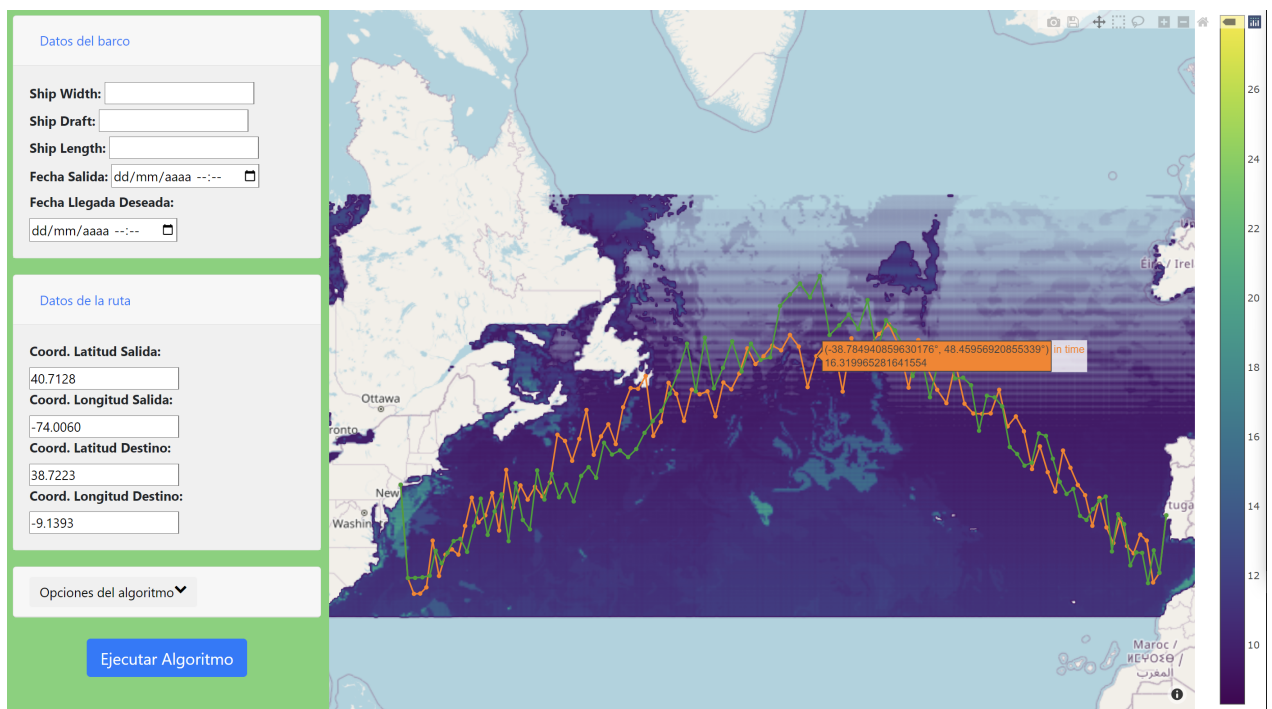 Datos del barco
Ship Width:
Ship Draft:
Ship Length:
Fecha Salida: dd/mm/aaaa --:--
Fecha Llegada Deseada:
dd/mm/aaaa --:--
Datos de la ruta
Coord. Latitud Salida:
40.7128
Coord. Longitud Salida:
-74.0060
Coord. Latitud Destino:
38.7223
Coord. Longitud Destino:
-9.1393
Opciones del algoritmo
Ejecutar Algoritmo
Éire / Irel
(-38.784940859630176°, 48.45956920855339°) in time
16.319965281641554
Ottawa
ronto
New
Washin
tuga
Maroc /
ⵍⵎⵖⵔⵉⴱ /
المغرب
26
24
22
20
18
16
14
12
10